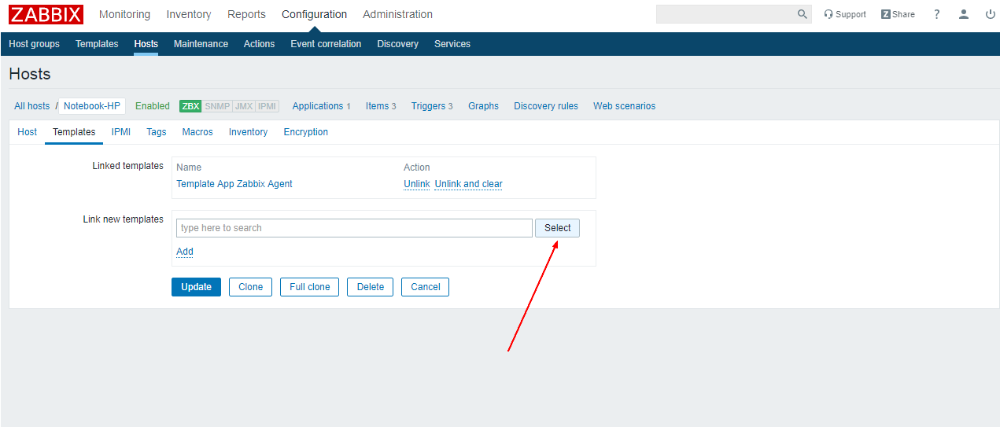 ZABBIX Monitoring Inventory Reports Configuration Administration Support Z Share ?
Host groups Templates Hosts Maintenance Actions Event correlation Discovery Services
Hosts
All hosts / Notebook-HP Enabled ZBX SNMP JMX IPMI Applications 1 Items 3 Triggers 3 Graphs Discovery rules Web scenarios
Host Templates IPMI Tags Macros Inventory Encryption
Linked templates Name Action
Template App Zabbix Agent Unlink Unlink and clear
Link new templates
type here to search Select
Add
Update Clone Full clone Delete Cancel